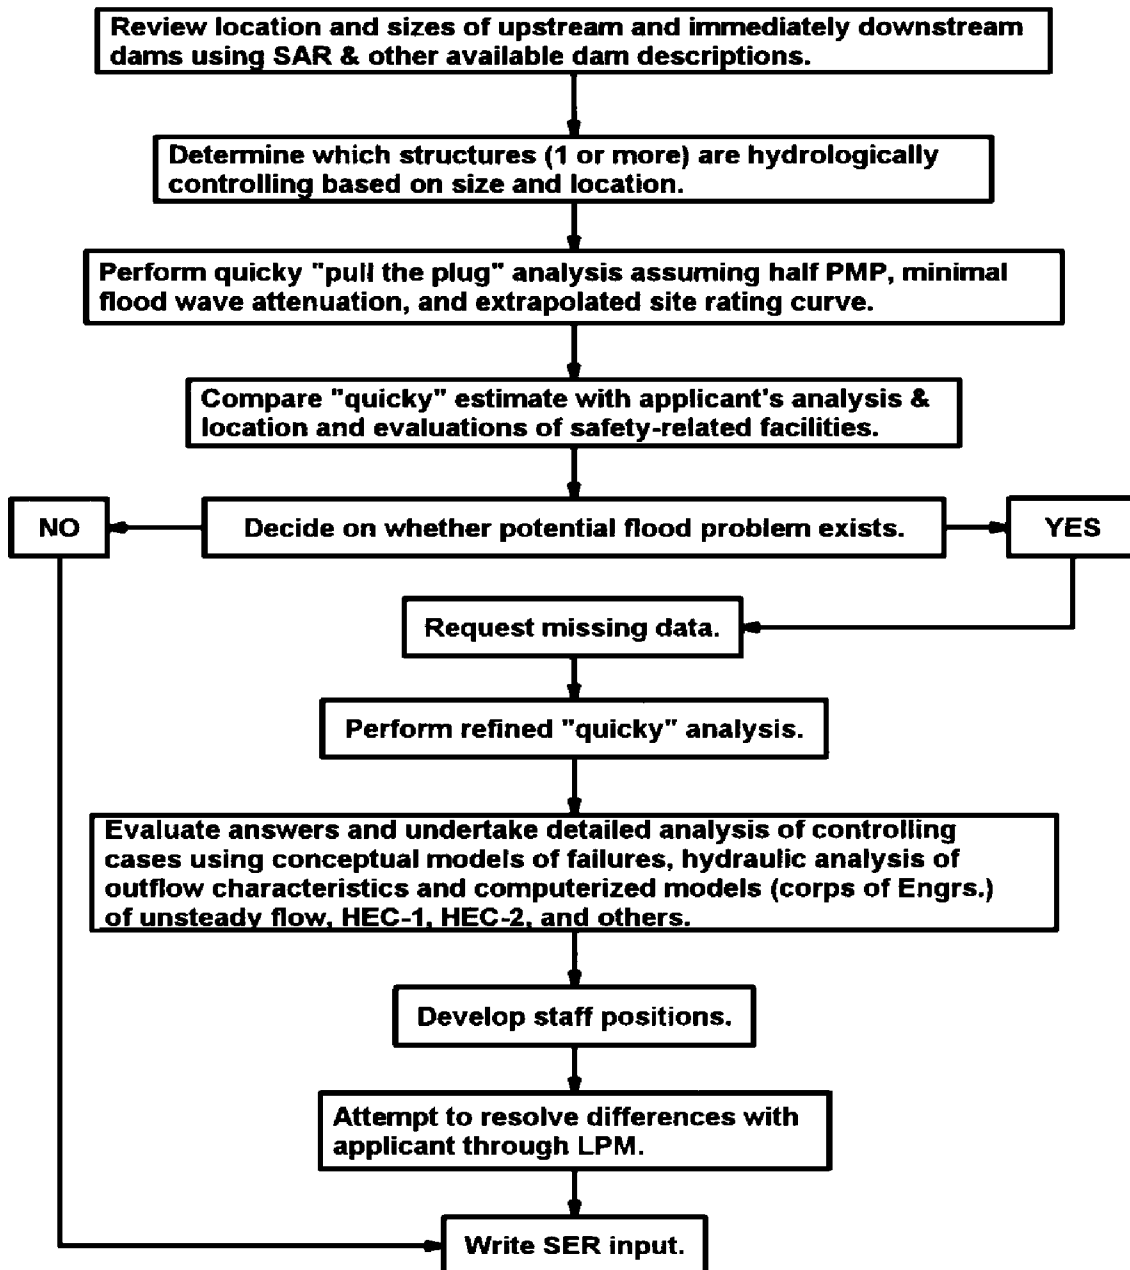 Review location and sizes of upstream and immediately downstream
dams using SAR & other available dam descriptions.
Determine which structures (1 or more) are hydrologically
controlling based on size and location.
Perform quicky "pull the plug" analysis assuming half PMP, minimal
flood wave attenuation, and extrapolated site rating curve.
Compare "quicky" estimate with applicant's analysis &
location and evaluations of safety-related facilities.
NO
Decide on whether potential flood problem exists.
YES
Request missing data.
Perform refined "quicky" analysis.
Evaluate answers and undertake detailed analysis of controlling
cases using conceptual models of failures, hydraulic analysis of
outflow characteristics and computerized models (corps of Engrs.)
of unsteady flow, HEC-1, HEC-2, and others.
Develop staff positions.
Attempt to resolve differences with
applicant through LPM.
Write SER input.